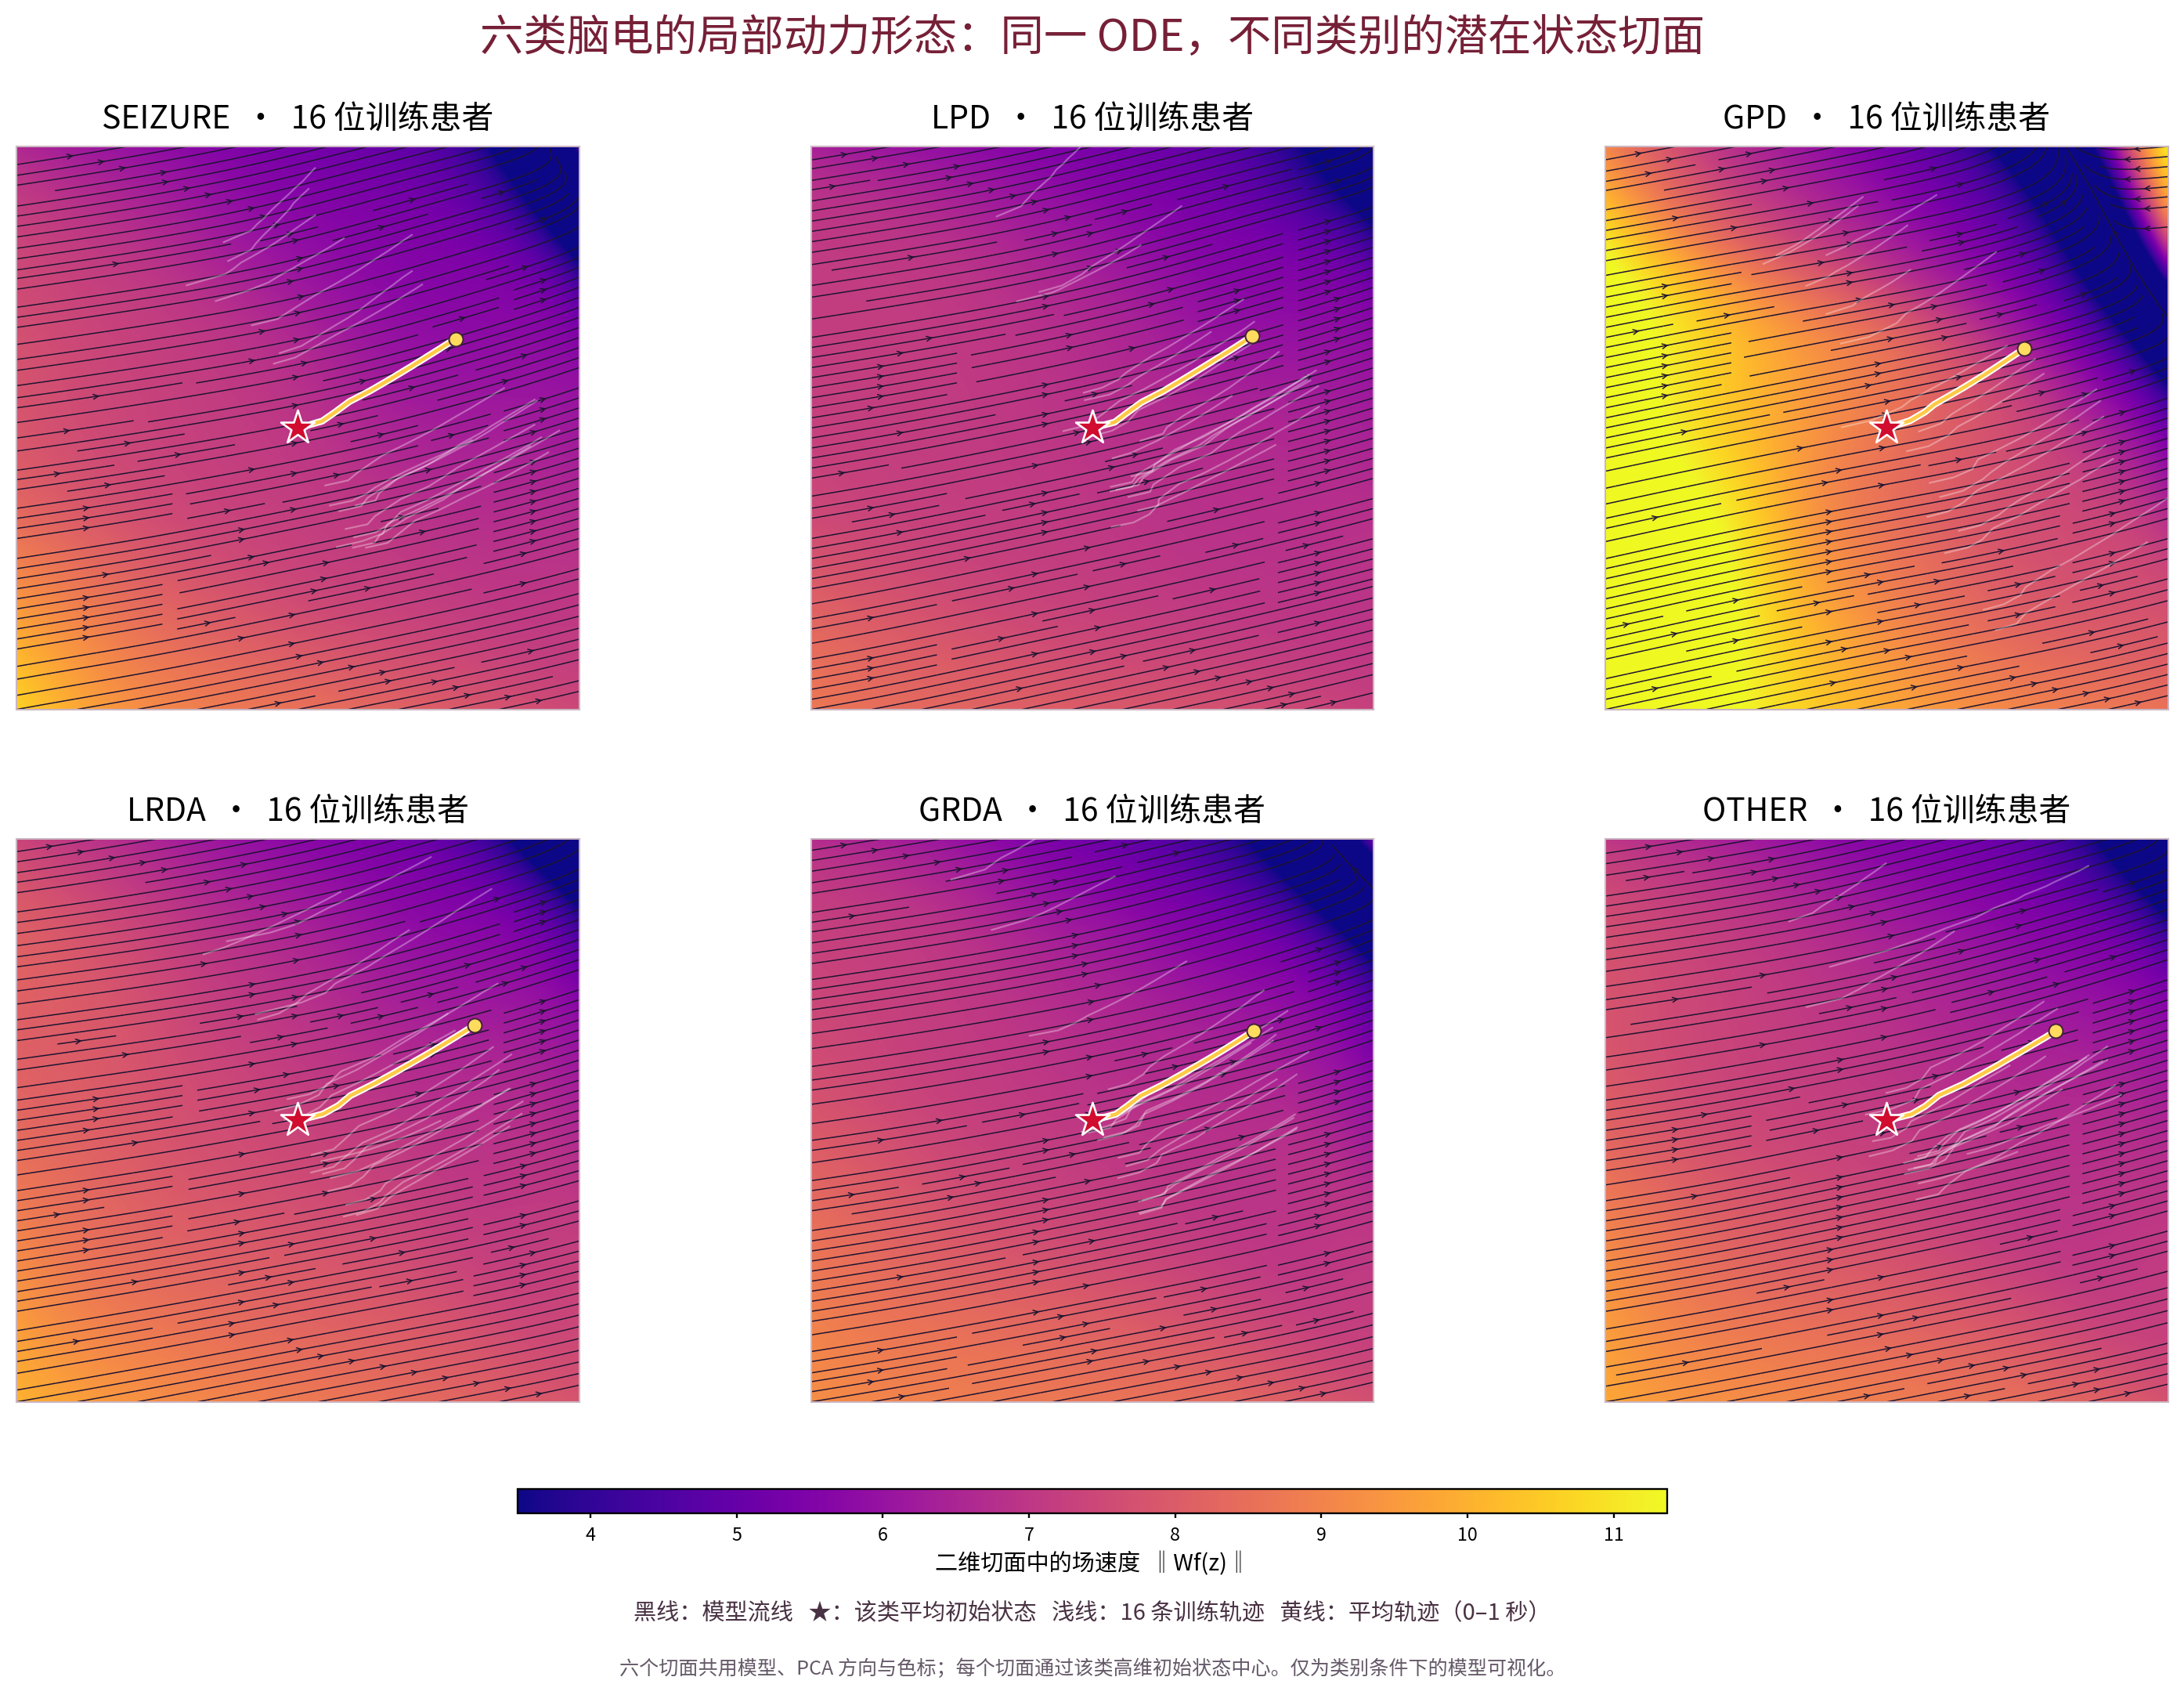 六类脑电的局部动力形态：同一 ODE，不同类别的潜在状态切面
SEIZURE · 16 位训练患者
LPD · 16 位训练患者
GPD · 16 位训练患者
LRDA · 16 位训练患者
GRDA · 16 位训练患者
OTHER · 16 位训练患者
4 5 6 7 8 9 10 11
二维切面中的场速度 ‖Wf(z)‖
黑线：模型流线 ★：该类平均初始状态 浅线：16 条训练轨迹 黄线：平均轨迹（0–1 秒）
六个切面共用模型、PCA 方向与色标；每个切面通过该类高维初始状态中心。仅为类别条件下的模型可视化。